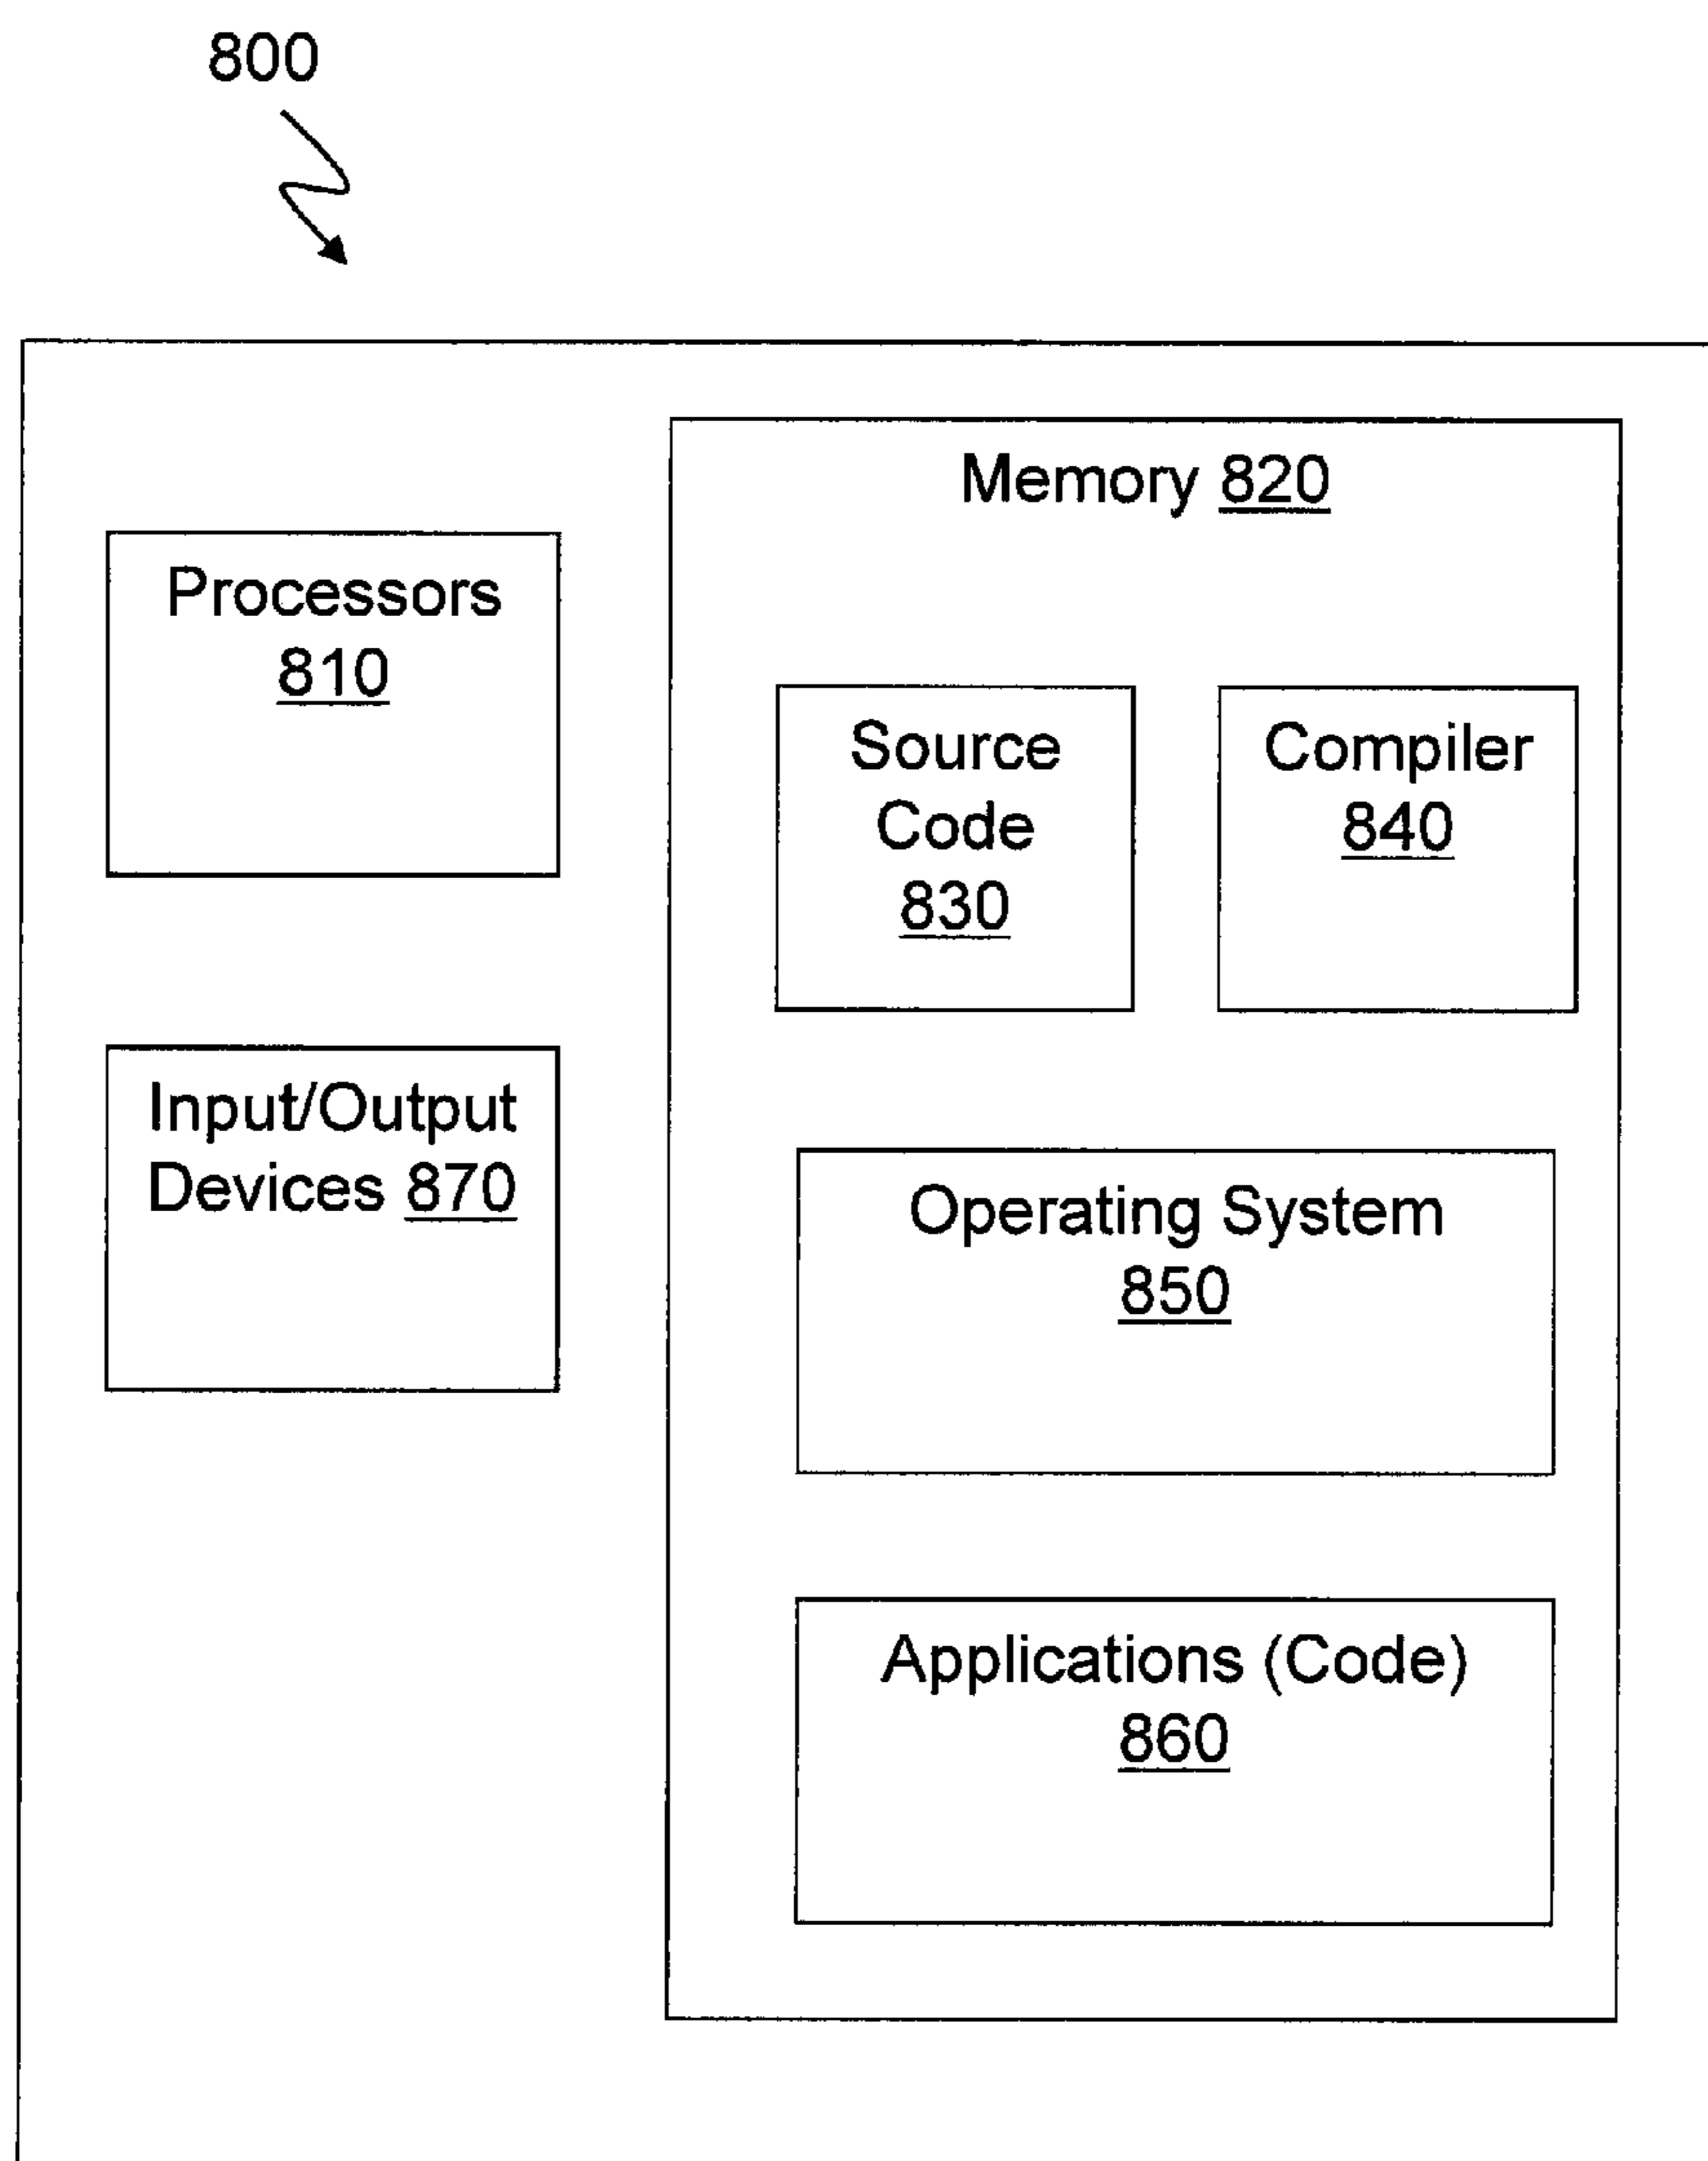 800
Memory 820
Processors
810
Source
Code
830
Compiler
840
Input/Output
Devices 870
Operating System
850
Applications (Code)
860